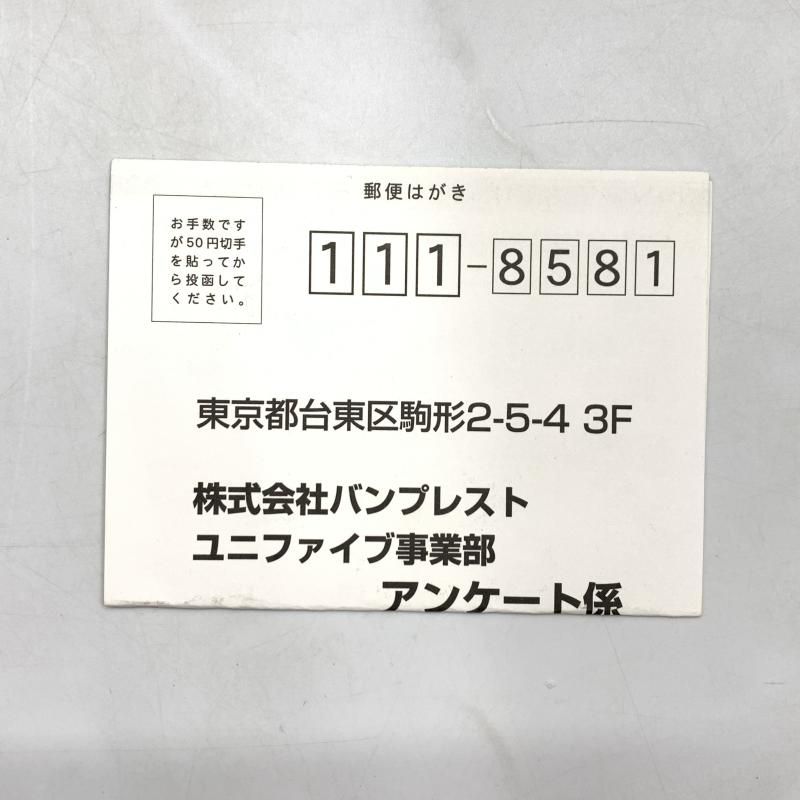 郵便はがき
お手数です
が50円切手
を貼ってか
ら投函して
ください。
111-8581
東京都台東区駒形2-5-4 3F
株式会社バンプレスト
ユニファイブ事業部
アンケート係